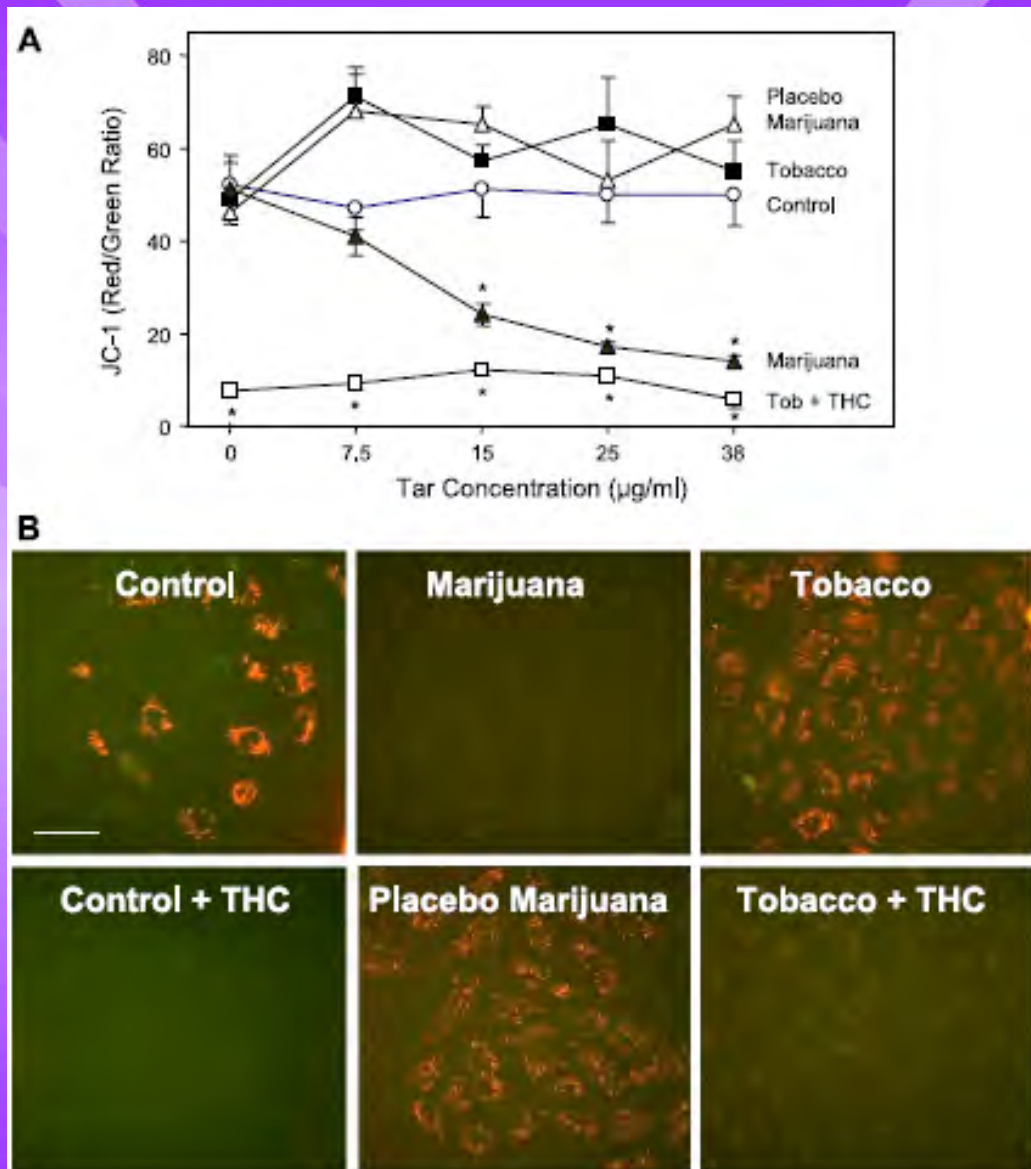 A
80
60
40
20
0
JC-1 (Red/Green Ratio)
Placebo
Marijuana
Tobacco
Control
Marijuana
Tob + THC
*
*
*
*
*
*
*
*
0
7.5
15
25
38
Tar Concentration (μg/ml)
B
Control
Marijuana
Tobacco
Control + THC
Placebo Marijuana
Tobacco + THC